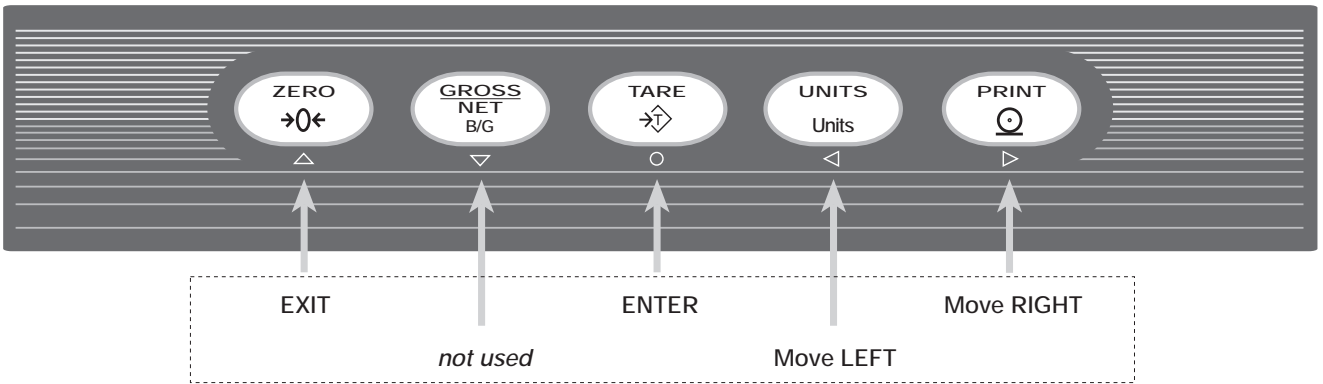 ZERO
→0←
GROSS
NET
B/G
TARE
→T
UNITS
Units
PRINT
EXIT
not used
ENTER
Move LEFT
Move RIGHT